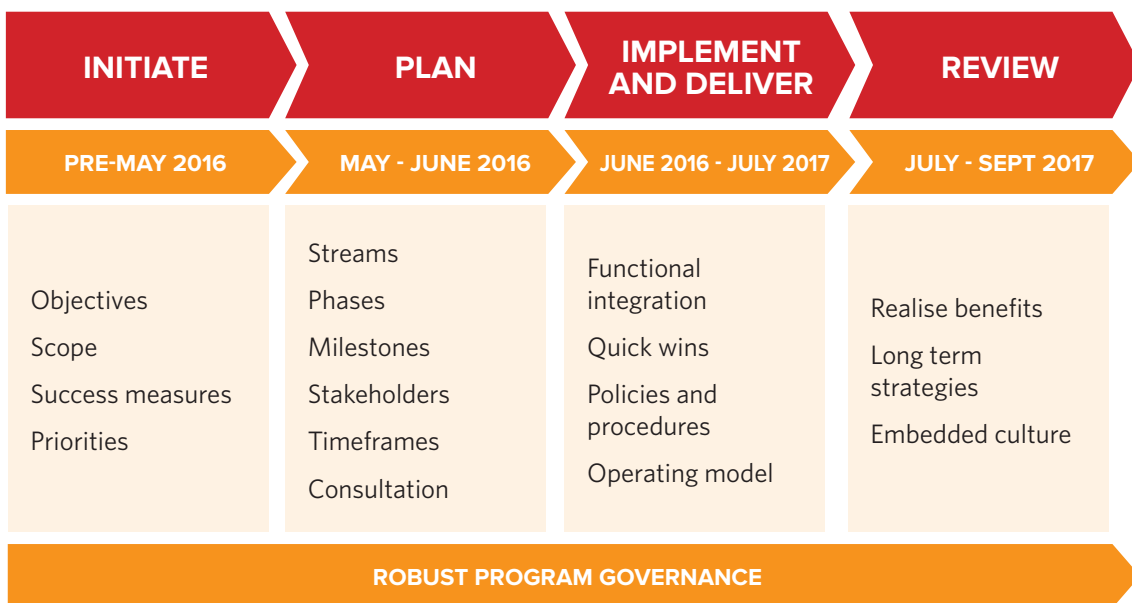 INITIATE
PLAN
IMPLEMENT
AND DELIVER
REVIEW
PRE-MAY 2016
MAY - JUNE 2016
JUNE 2016 - JULY 2017
JULY - SEPT 2017
Objectives
Scope
Success measures
Priorities
Streams
Phases
Milestones
Stakeholders
Timeframes
Consultation
Functional
integration
Quick wins
Policies and
procedures
Operating model
Realise benefits
Long term
strategies
Embedded culture
ROBUST PROGRAM GOVERNANCE